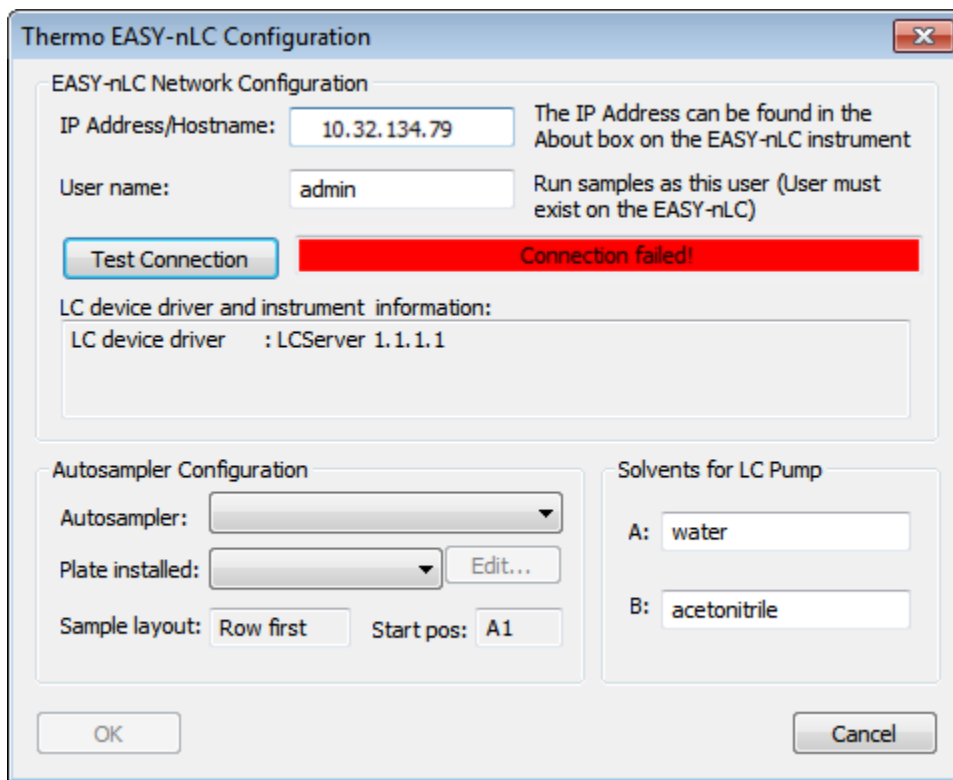 Thermo EASY-nLC Configuration
EASY-nLC Network Configuration
IP Address/Hostname: 10.32.134.79
The IP Address can be found in the
About box on the EASY-nLC instrument
User name: admin
Run samples as this user (User must
exist on the EASY-nLC)
Test Connection Connection failed!
LC device driver and instrument information:
LC device driver : LCServer 1.1.1.1
Autosampler Configuration
Autosampler:
Plate installed: Edit...
Sample layout: Row first Start pos: A1
Solvents for LC Pump
A: water
B: acetonitrile
OK Cancel